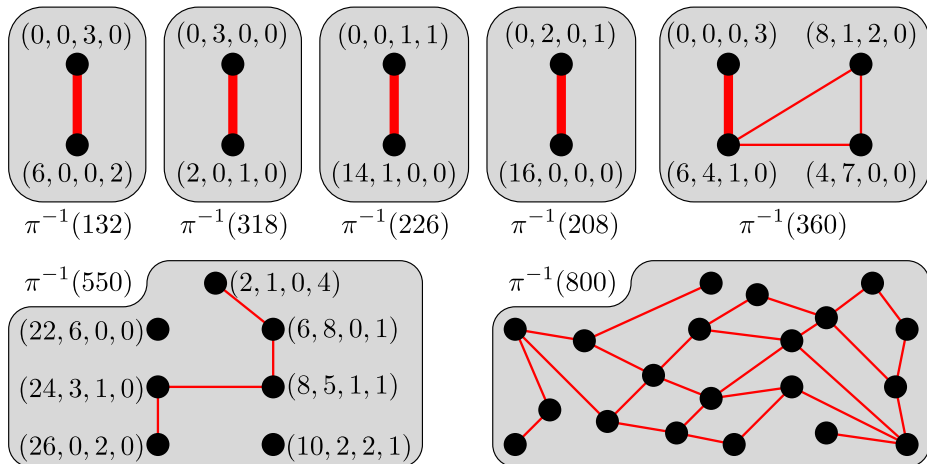 (0, 0, 3, 0) (0, 3, 0, 0) (0, 0, 1, 1) (0, 2, 0, 1) (0, 0, 0, 3) (8, 1, 2, 0)
(6, 0, 0, 2) (2, 0, 1, 0) (14, 1, 0, 0) (16, 0, 0, 0) (6, 4, 1, 0) (4, 7, 0, 0)
π⁻¹(132) π⁻¹(318) π⁻¹(226) π⁻¹(208) π⁻¹(360)
π⁻¹(550) (2, 1, 0, 4) π⁻¹(800)
(22, 6, 0, 0) (6, 8, 0, 1)
(24, 3, 1, 0) (8, 5, 1, 1)
(26, 0, 2, 0) (10, 2, 2, 1)